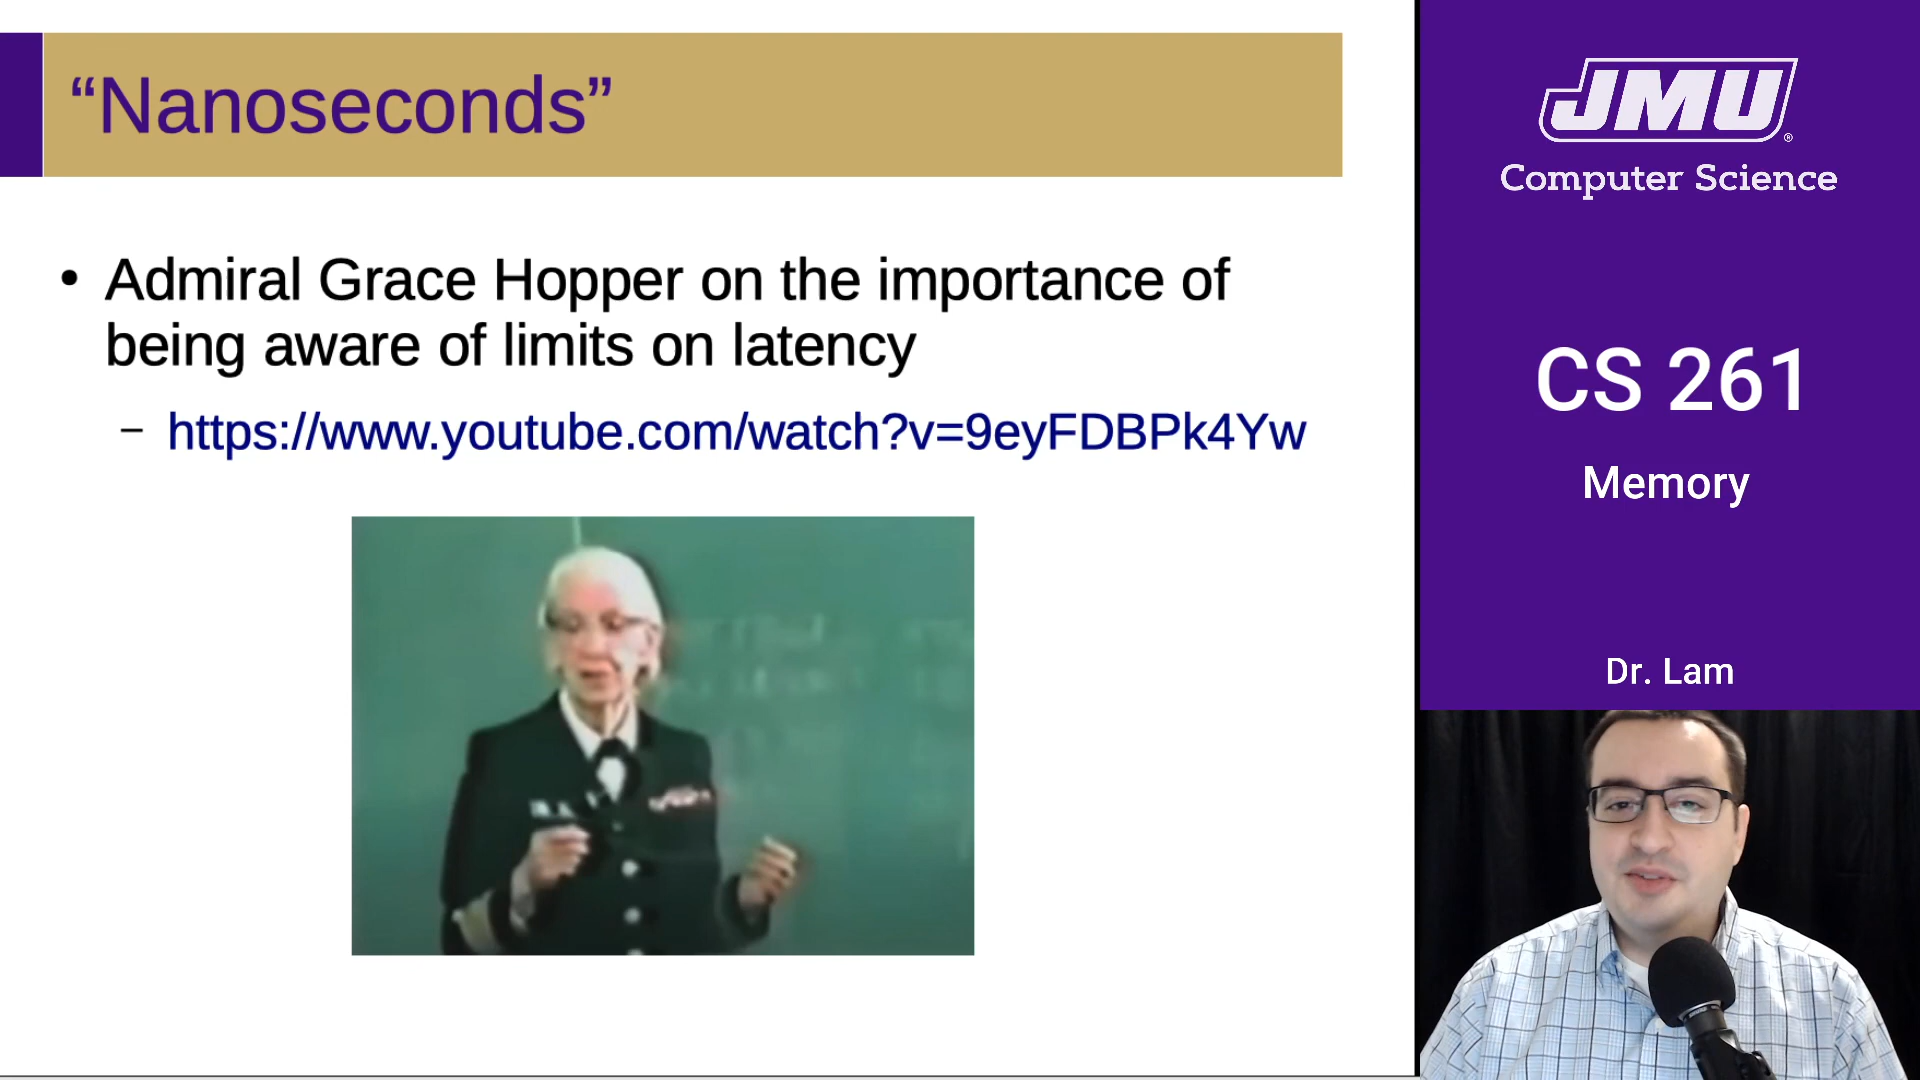 “Nanoseconds”
• Admiral Grace Hopper on the importance of
being aware of limits on latency
– https://www.youtube.com/watch?v=9eyFDBPk4Yw
JMU®
Computer Science
CS 261
Memory
Dr. Lam